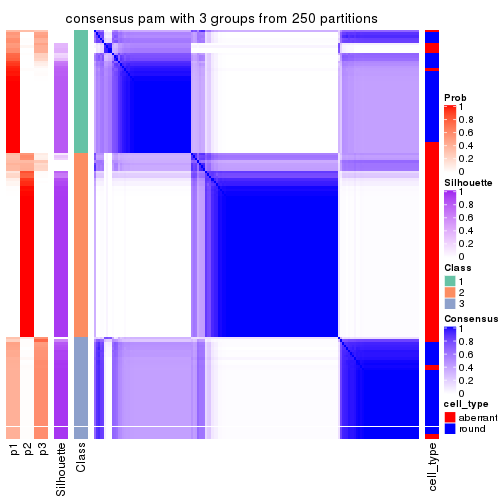 consensus pam with 3 groups from 250 partitions
Prob
1
0.8
0.6
0.4
0.2
0
Silhouette
1
0.8
0.6
0.4
0.2
0
Class
1
2
3
Consensus
1
0.8
0.6
0.4
0.2
0
cell_type
aberrant
round
p1
p2
p3
Silhouette
Class
cell_type